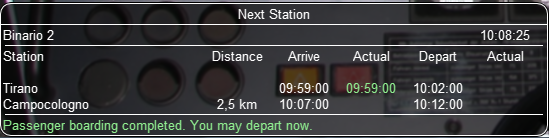 Next Station
Binario 2 10:08:25
Station Distance Arrive Actual Depart Actual
Tirano 09:59:00 09:59:00 10:02:00
Campocologno 2,5 km 10:07:00 10:12:00
Passenger boarding completed. You may depart now.